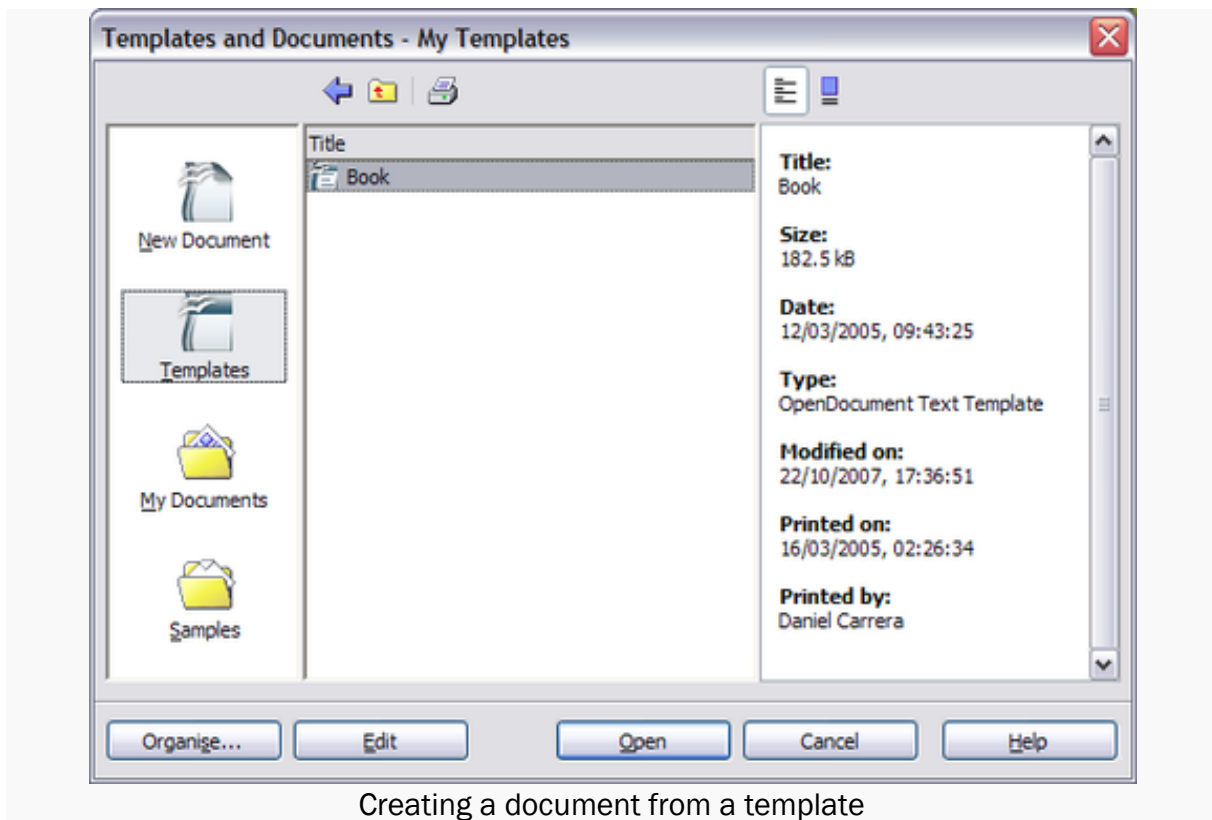 Templates and Documents - My Templates
New Document
Templates
My Documents
Samples
Title
Book
Title:
Book
Size:
182.5 kB
Date:
12/03/2005, 09:43:25
Type:
OpenDocument Text Template
Modified on:
22/10/2007, 17:36:51
Printed on:
16/03/2005, 02:26:34
Printed by:
Daniel Carrera
Organise...
Edit
Open
Cancel
Help
Creating a document from a template